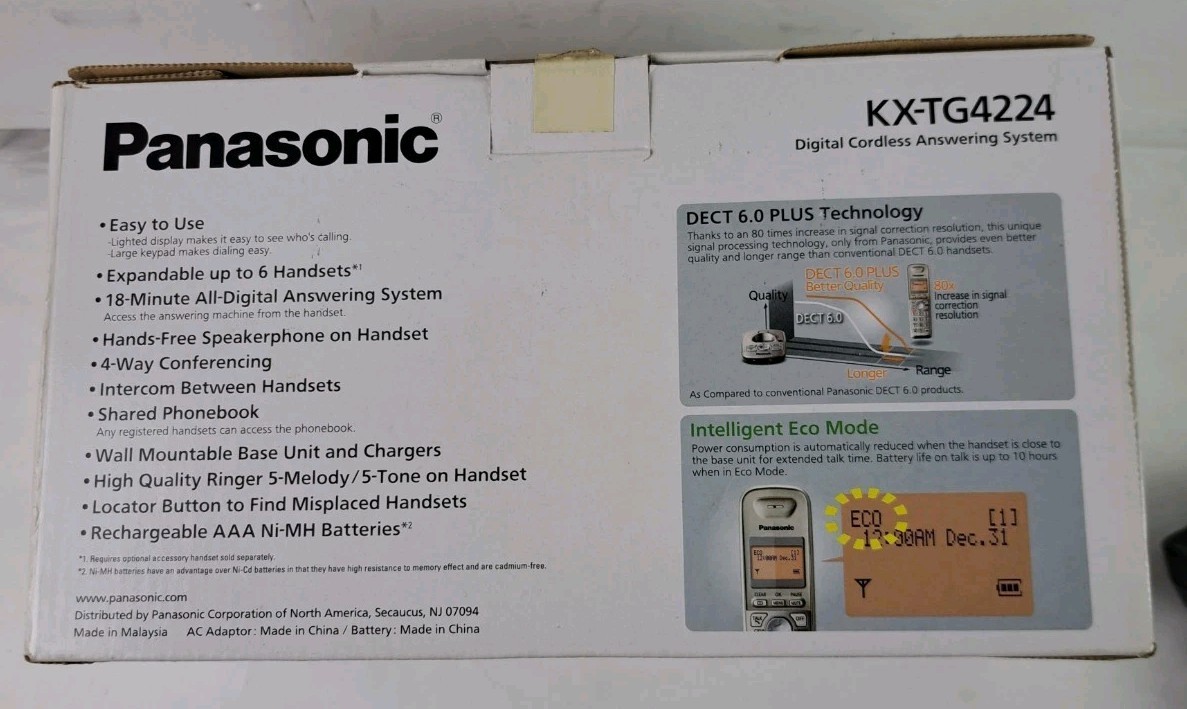 Panasonic®
KX-TG4224
Digital Cordless Answering System
• Easy to Use
-Lighted display makes it easy to see who's calling.
-Large keypad makes dialing easy.
• Expandable up to 6 Handsets*1
• 18-Minute All-Digital Answering System
Access the answering machine from the handset.
• Hands-Free Speakerphone on Handset
• 4-Way Conferencing
• Intercom Between Handsets
• Shared Phonebook
Any registered handsets can access the phonebook.
• Wall Mountable Base Unit and Chargers
• High Quality Ringer 5-Melody/5-Tone on Handset
• Locator Button to Find Misplaced Handsets
• Rechargeable AAA Ni-MH Batteries*2
*1. Requires optional accessory handset sold separately.
*2. Ni-MH batteries have an advantage over Ni-Cd batteries in that they have high resistance to memory effect and are cadmium-free.
www.panasonic.com
Distributed by Panasonic Corporation of North America, Secaucus, NJ 07094
Made in Malaysia AC Adaptor: Made in China / Battery: Made in China
DECT 6.0 PLUS Technology
Thanks to an 80 times increase in signal correction resolution, this unique
signal processing technology, only from Panasonic, provides even better
quality and longer range than conventional DECT 6.0 handsets.
DECT 6.0 PLUS
Better Quality
Quality
DECT 6.0
80x
Increase in signal
correction
resolution
Longer
Range
As Compared to conventional Panasonic DECT 6.0 products.
Intelligent Eco Mode
Power consumption is automatically reduced when the handset is close to
the base unit for extended talk time. Battery life on talk is up to 10 hours
when in Eco Mode.
Panasonic
ECO [1]
12:00AM Dec.31
CLEAR OK PAUSE
OFF
ECO [1]
12:00AM Dec.31